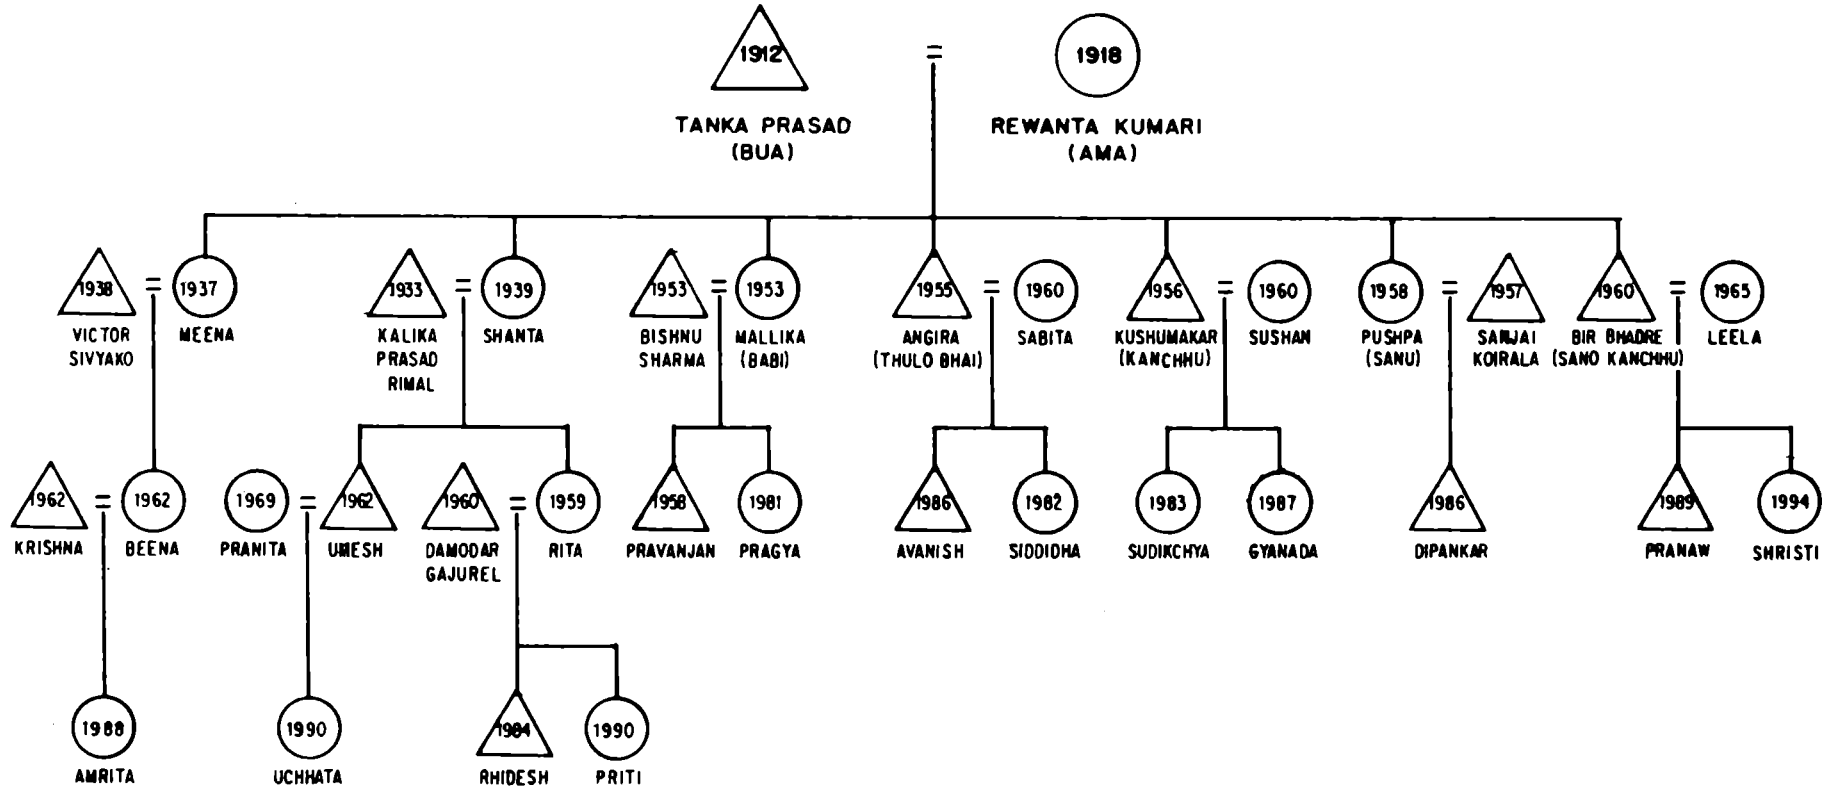 1912
=
1918
TANKA PRASAD
(BUA)
REWANTA KUMARI
(AMA)
1938
=
1937
VICTOR
SIVYAKO
MEENA
1933
=
1939
KALIKA
PRASAD
RIMAL
SHANTA
1953
=
1953
BISHNU
SHARMA
MALLIKA
(BABI)
1955
=
1960
ANGIRA
(THULO BHAI)
SABITA
1956
=
1960
KUSHUMAKAR
(KANCHHU)
SUSHAN
1958
=
1957
PUSHPA
(SANU)
SANJAI
KOIRALA
1960
=
1965
BIR BHADRE
(SANO KANCHHU)
LEELA
1962
=
1962
KRISHNA
BEENA
1969
=
1962
PRANITA
UMESH
1960
=
1959
DAMODAR
GAJUREL
RITA
1958
PRAVANJAN
1981
PRAGYA
1986
AVANISH
1982
SIDDIDHA
1983
SUDIKCHYA
1987
GYANADA
1986
DIPANKAR
1989
PRANAW
1994
SHRISTI
1988
AMRITA
1990
UCHHATA
1984
RHIDESH
1990
PRITI